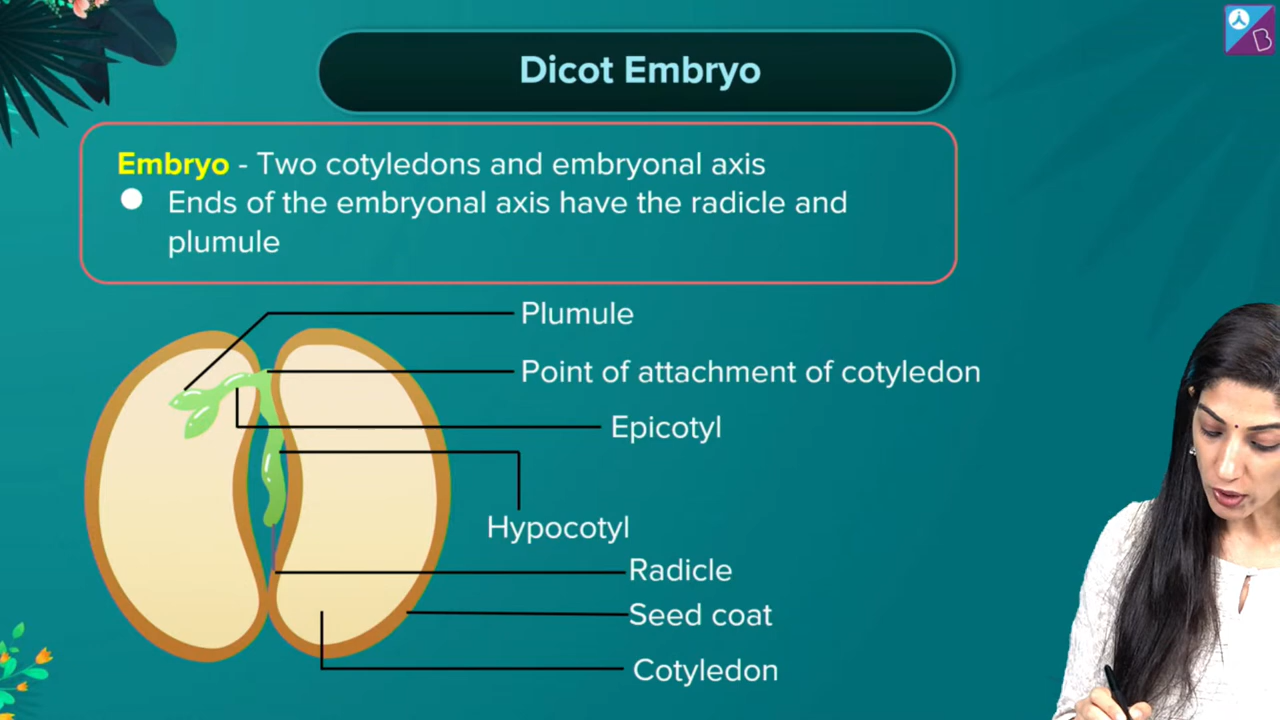 Dicot Embryo
Embryo - Two cotyledons and embryonal axis
Ends of the embryonal axis have the radicle and
plumule
Plumule
Point of attachment of cotyledon
Epicotyl
Hypocotyl
Radicle
Seed coat
Cotyledon
B